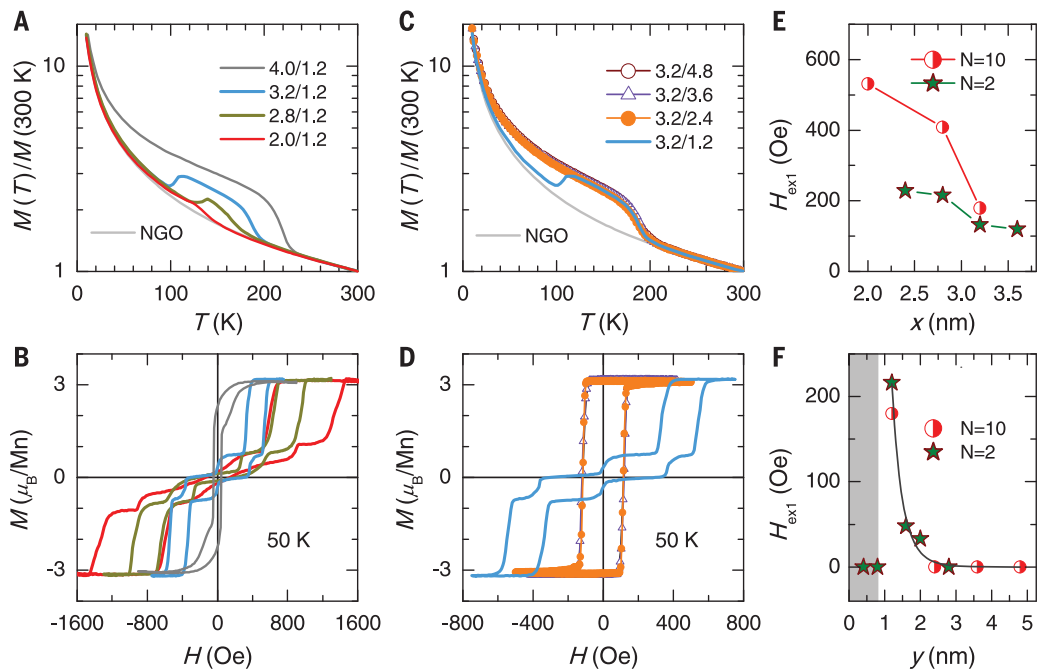 A
M (T) / M (300 K)
10
1
4.0/1.2
3.2/1.2
2.8/1.2
2.0/1.2
NGO
0 100 200 300
T (K)
C
M (T) / M (300 K)
10
1
3.2/4.8
3.2/3.6
3.2/2.4
3.2/1.2
NGO
0 100 200 300
T (K)
E
Hex1 (Oe)
600
400
200
0
N=10
N=2
2.0 2.4 2.8 3.2 3.6
x (nm)
B
M (μB/Mn)
3
0
-3
50 K
-1600 -800 0 800 1600
H (Oe)
D
M (μB/Mn)
3
0
-3
50 K
-800 -400 0 400 800
H (Oe)
F
Hex1 (Oe)
200
100
0
N=10
N=2
0 1 2 3 4 5
y (nm)